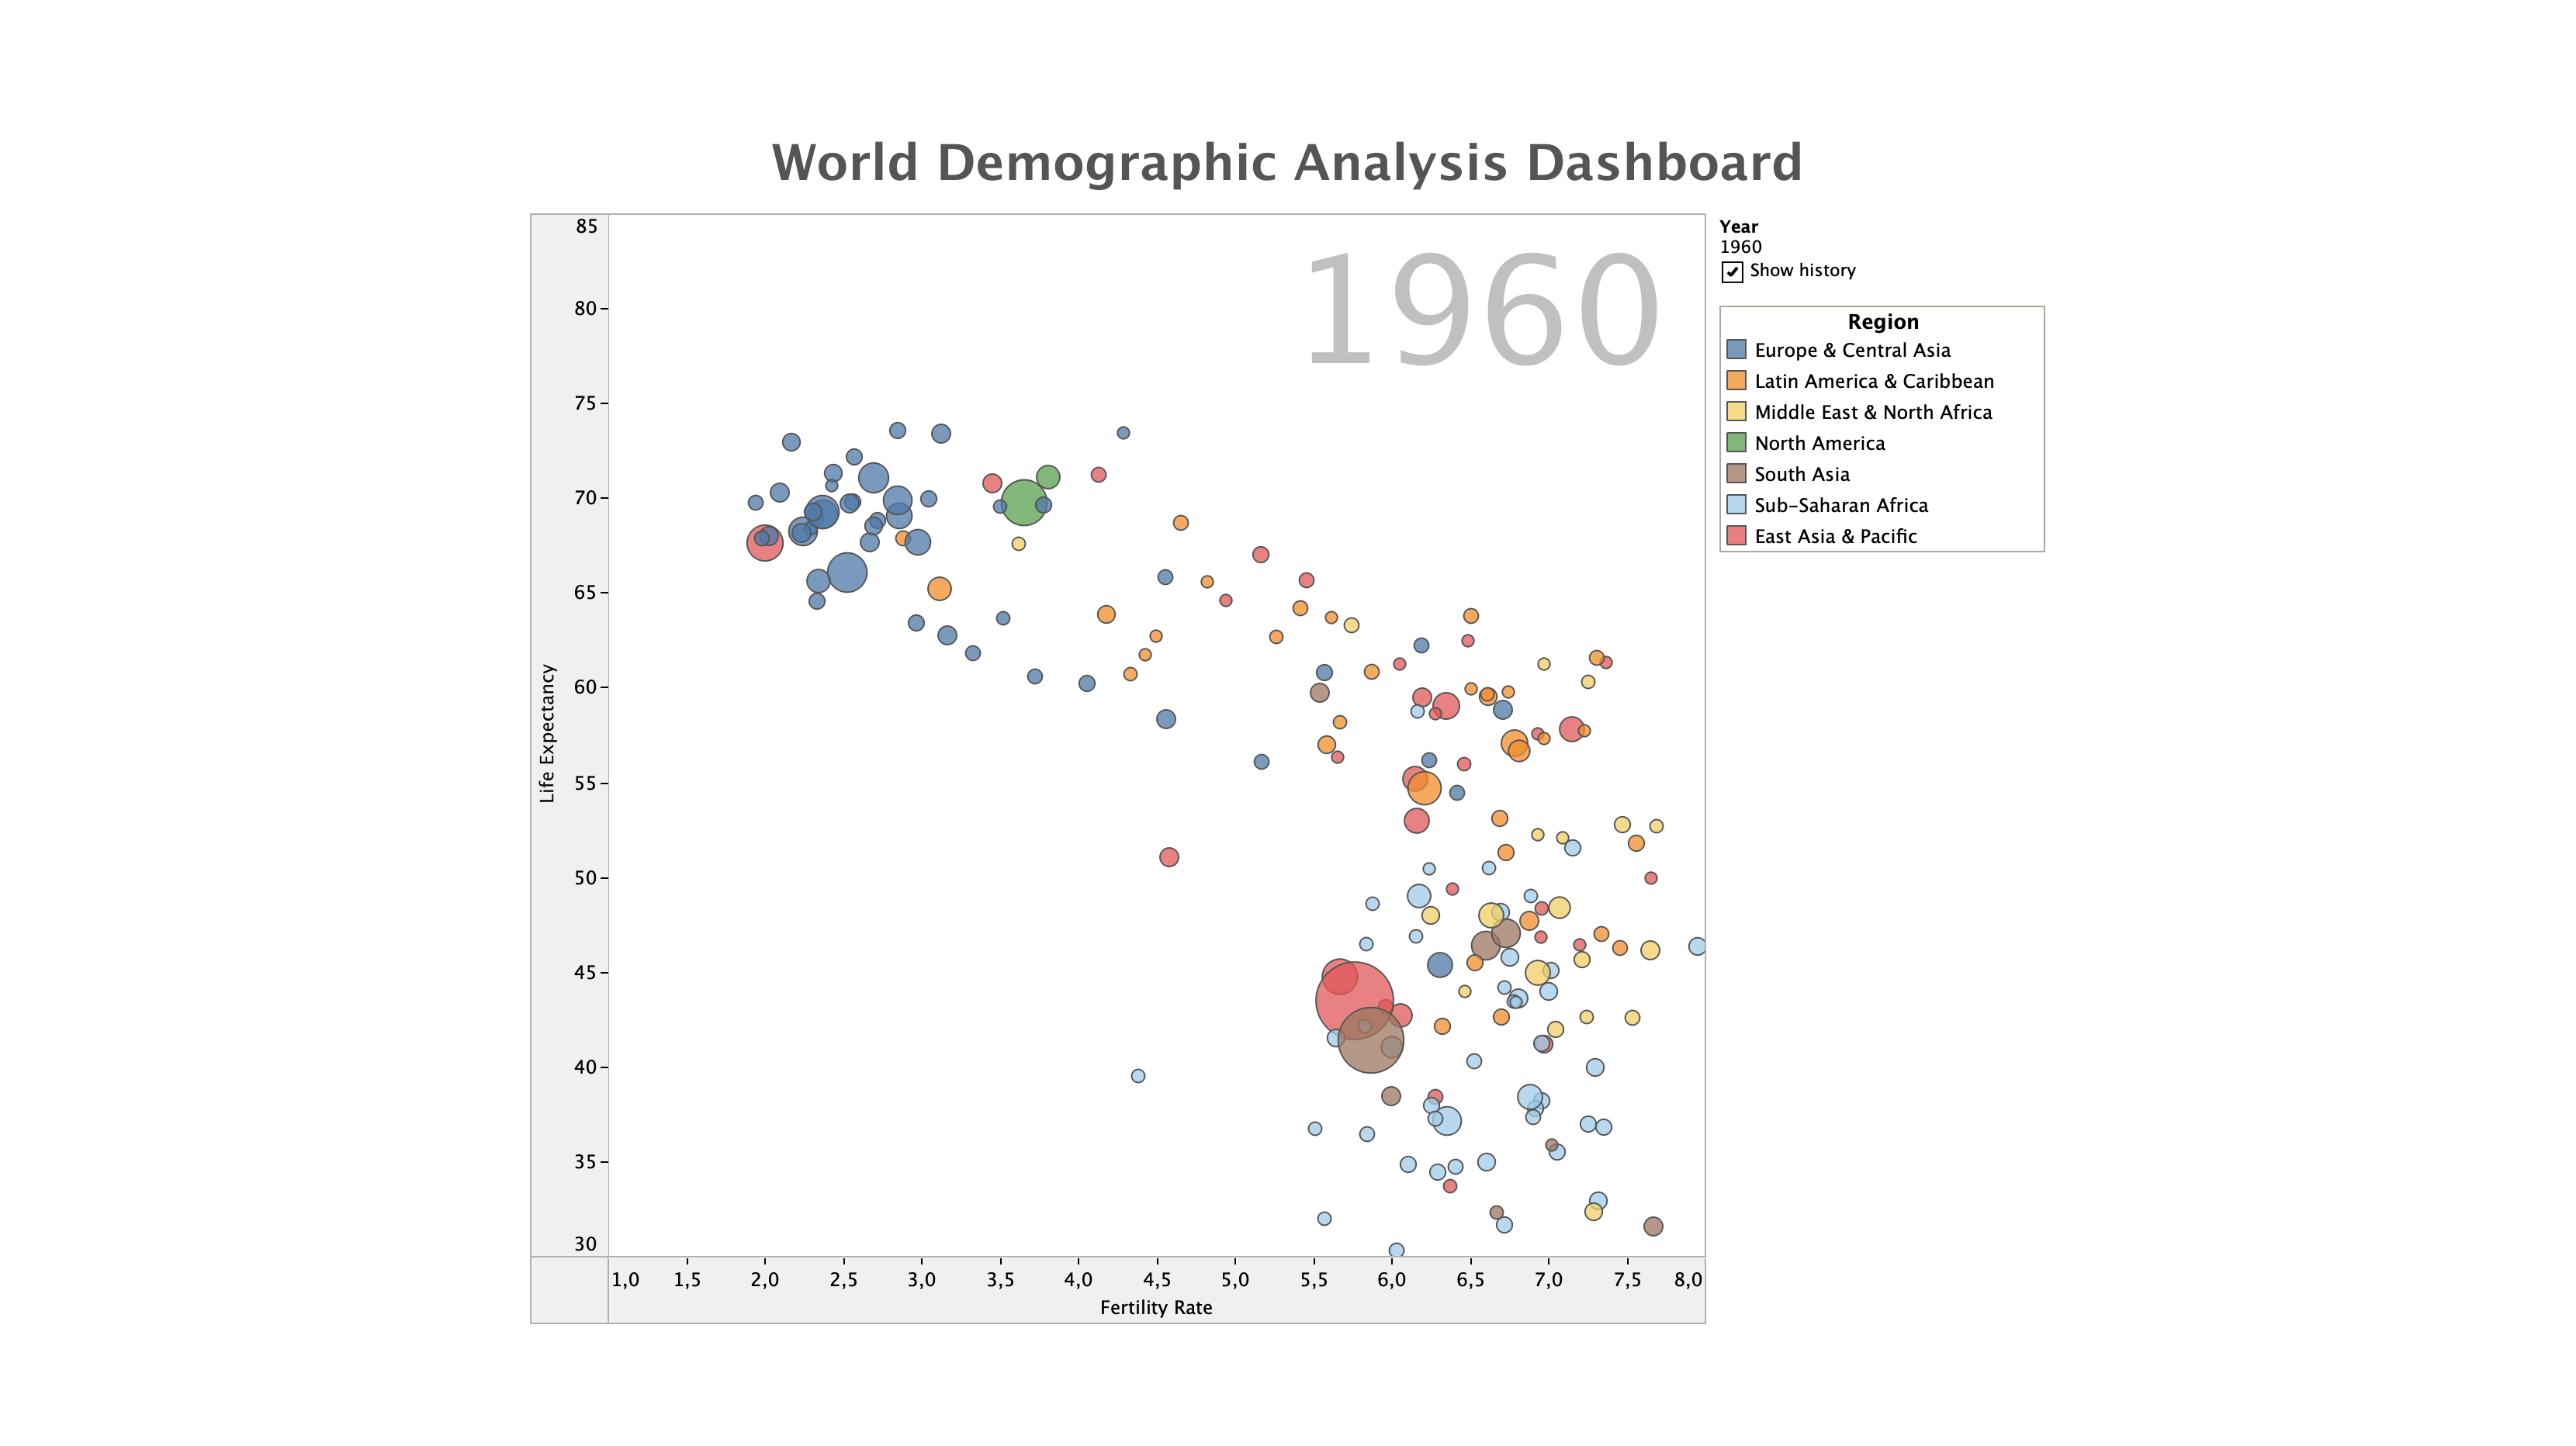 World Demographic Analysis Dashboard
1960
Year
1960
Show history
Region
Europe & Central Asia
Latin America & Caribbean
Middle East & North Africa
North America
South Asia
Sub-Saharan Africa
East Asia & Pacific
Life Expectancy
85
80
75
70
65
60
55
50
45
40
35
30
1,0 1,5 2,0 2,5 3,0 3,5 4,0 4,5 5,0 5,5 6,0 6,5 7,0 7,5 8,0
Fertility Rate